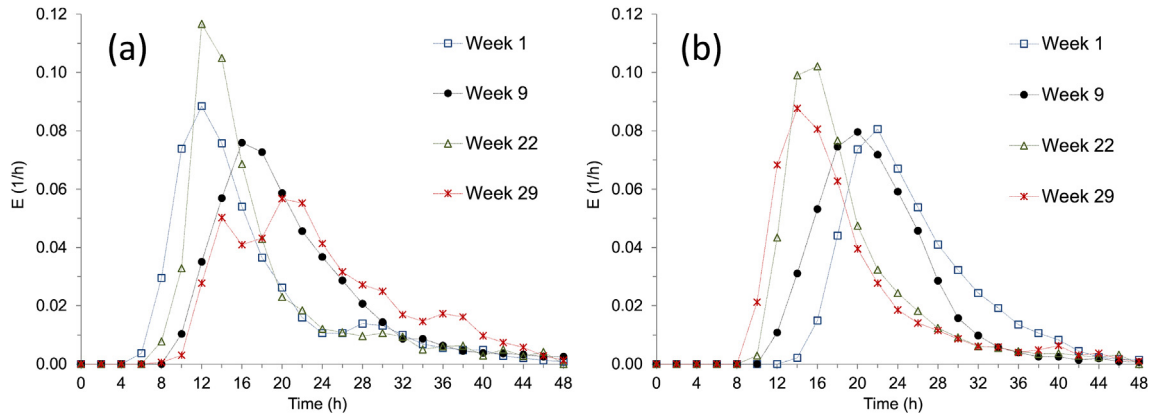 (a)
E (1/h)
0.12
0.10
0.08
0.06
0.04
0.02
0.00
0 4 8 12 16 20 24 28 32 36 40 44 48
Time (h)
Week 1
Week 9
Week 22
Week 29
(b)
E (1/h)
0.12
0.10
0.08
0.06
0.04
0.02
0.00
0 4 8 12 16 20 24 28 32 36 40 44 48
Time (h)
Week 1
Week 9
Week 22
Week 29